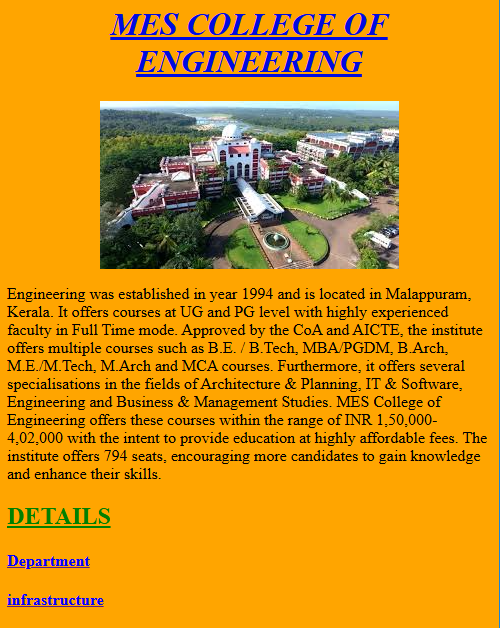 MES COLLEGE OF
ENGINEERING
Engineering was established in year 1994 and is located in Malappuram,
Kerala. It offers courses at UG and PG level with highly experienced
faculty in Full Time mode. Approved by the CoA and AICTE, the institute
offers multiple courses such as B.E. / B.Tech, MBA/PGDM, B.Arch,
M.E./M.Tech, M.Arch and MCA courses. Furthermore, it offers several
specialisations in the fields of Architecture & Planning, IT & Software,
Engineering and Business & Management Studies. MES College of
Engineering offers these courses within the range of INR 1,50,000-
4,02,000 with the intent to provide education at highly affordable fees. The
institute offers 794 seats, encouraging more candidates to gain knowledge
and enhance their skills.
DETAILS
Department
infrastructure